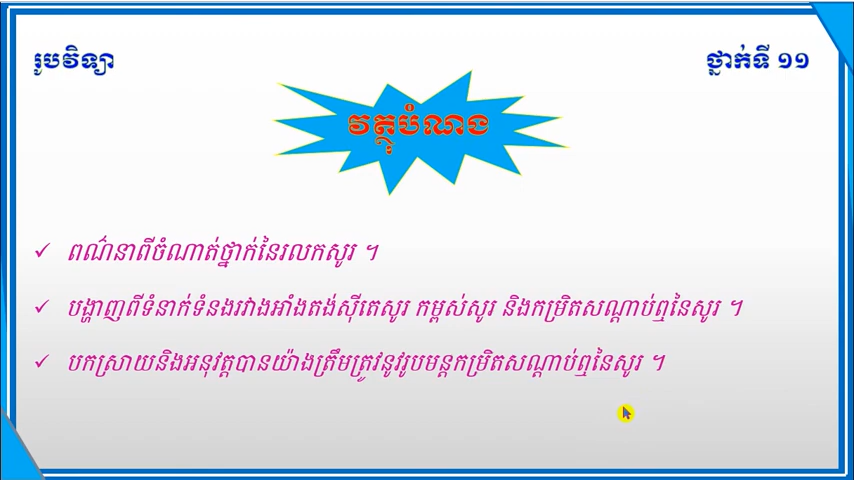 រូបវិទ្យា
ថ្នាក់ទី ១១
វត្ថុបំណង
ពណ៌នាពីចំណាត់ថ្នាក់នៃរលកសូរ ។
បង្ហាញពីទំនាក់ទំនងរវាងអាំងតង់ស៊ីតេសូរ កម្ពស់សូរ និងកម្រិតសណ្ដាប់ឮនៃសូរ ។
បកស្រាយនិងអនុវត្តបានយ៉ាងត្រឹមត្រូវនូវរូបមន្តកម្រិតសណ្ដាប់ឮនៃសូរ ។